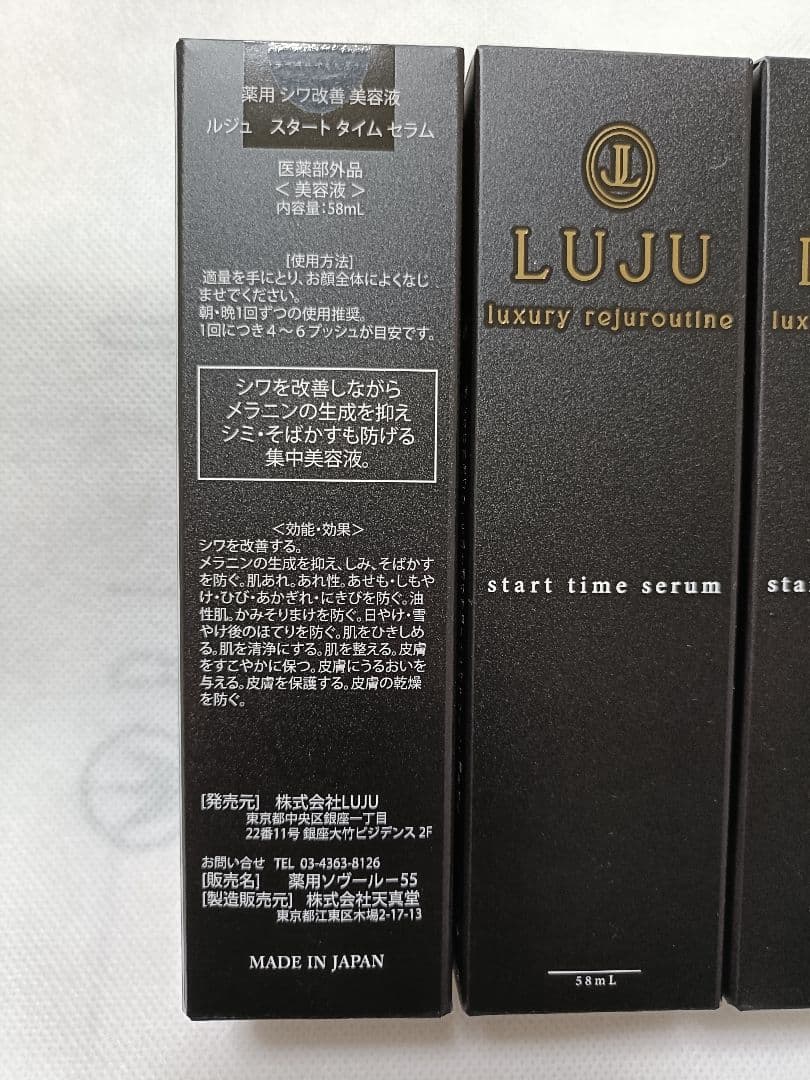 薬用 シワ改善 美容液
ルジュ スタート タイム セラム
医薬部外品
＜ 美容液 ＞
内容量：58mL
[使用方法]
適量を手にとり、お顔全体によくなじ
ませでください。
朝・晩1回ずつの使用推奨。
1回につき４～６プッシュが目安です。
シワを改善しながら
メラニンの生成を抑え
シミ・そばかすも防げる
集中美容液。
＜効能・効果＞
シワを改善する。
メラニンの生成を抑え、しみ、そばかす
を防ぐ。肌あれ。あれ性。あせも・しもや
け・ひび・あかぎれ・にきびを防ぐ。油
性肌。かみそりまけを防ぐ。日やけ・雪
やけ後のほてりを防ぐ。肌をひきしめ
る。肌を清浄にする。肌を整える。皮膚
をすこやかに保つ。皮膚にうるおいを
与える。皮膚を保護する。皮膚の乾燥
を防ぐ。
[発売元] 株式会社LUJU
東京都中央区銀座一丁目
22番11号 銀座大竹ビジデンス 2F
お問い合せ TEL 03-4363-8126
[販売名] 薬用ソヴールー55
[製造販売元] 株式会社天真堂
東京都江東区木場2-17-13
MADE IN JAPAN
LUJU
luxury rejuroutine
start time serum
58mL
L
lux
sta